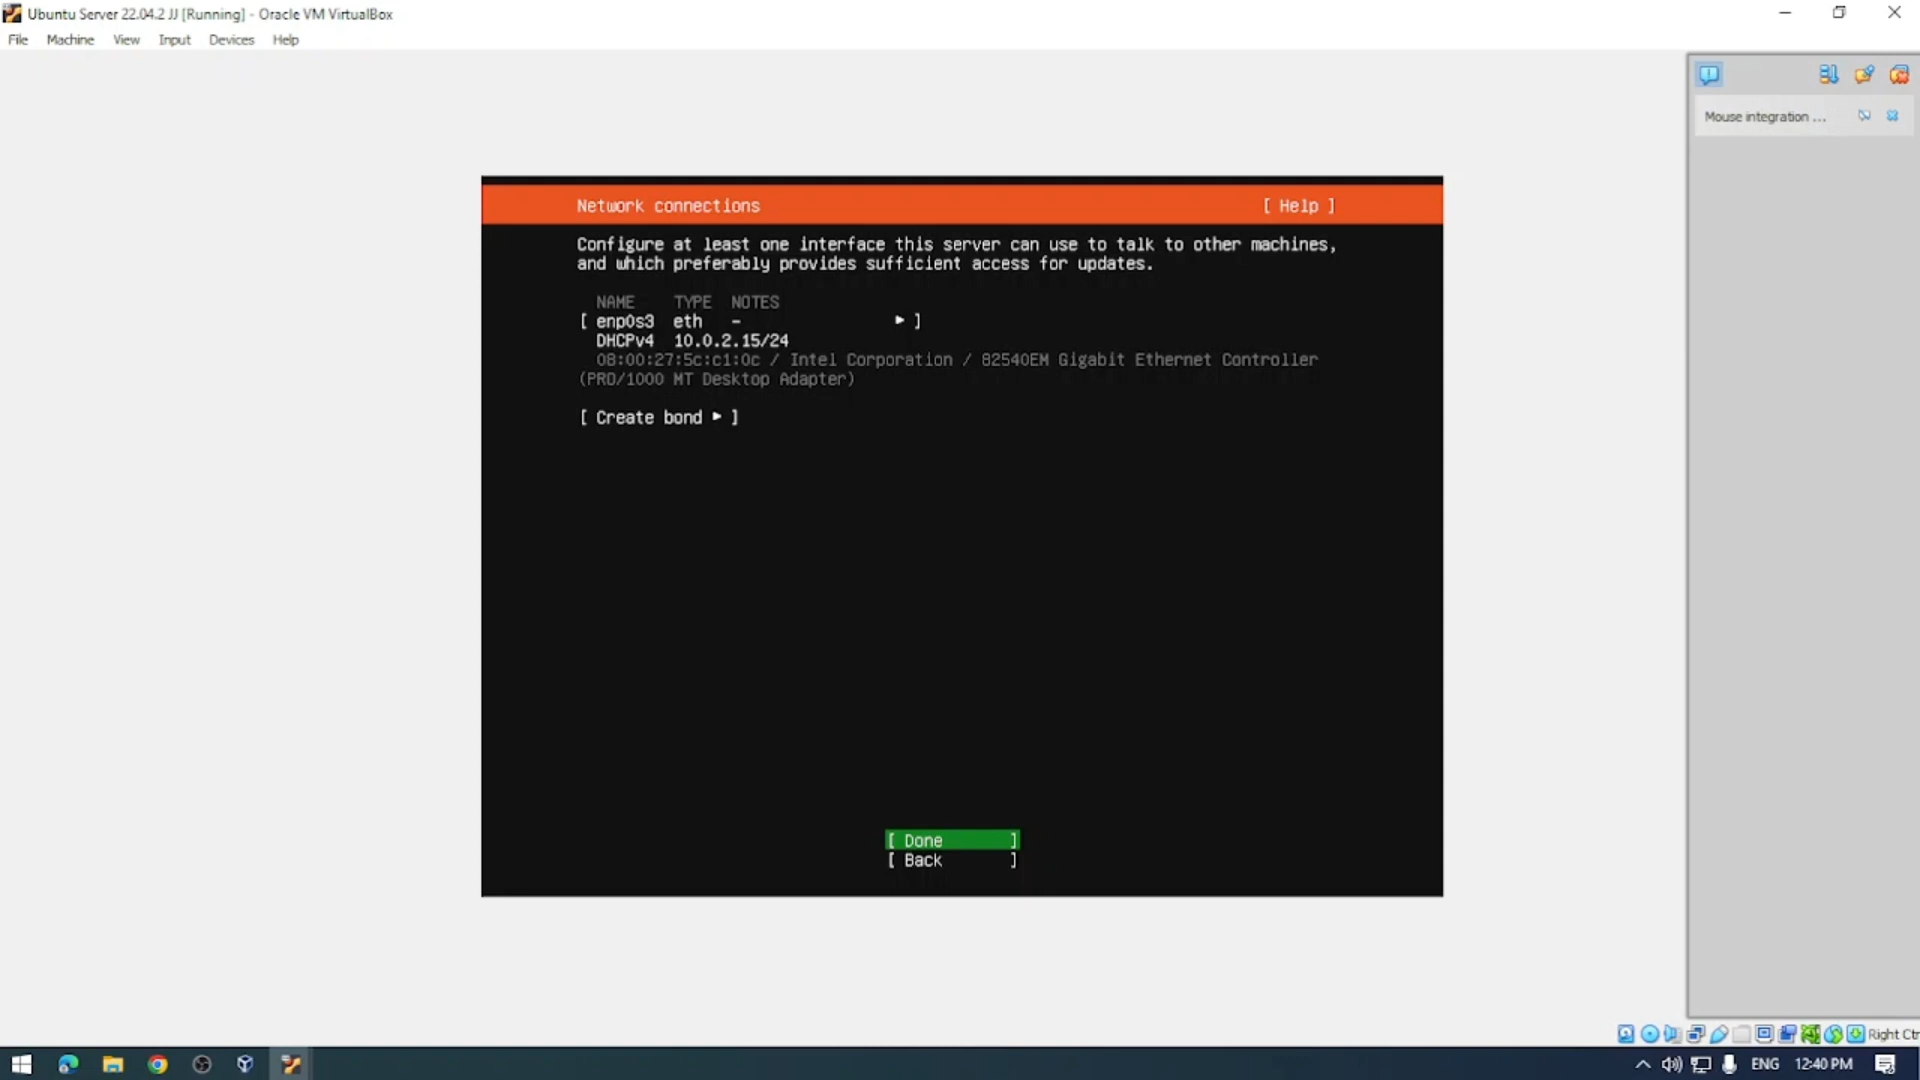 Ubuntu Server 22.04.2 JJ [Running] - Oracle VM VirtualBox
File Machine View Input Devices Help
Mouse integration ...
Network connections [ Help ]
Configure at least one interface this server can use to talk to other machines,
and which preferably provides sufficient access for updates.
NAME TYPE NOTES
[ enp0s3 eth - ▸ ]
DHCPv4 10.0.2.15/24
08:00:27:5c:c1:0c / Intel Corporation / 82540EM Gigabit Ethernet Controller
(PRO/1000 MT Desktop Adapter)
[ Create bond ▸ ]
[ Done ]
[ Back ]
Right Ctr
ENG 12:40 PM